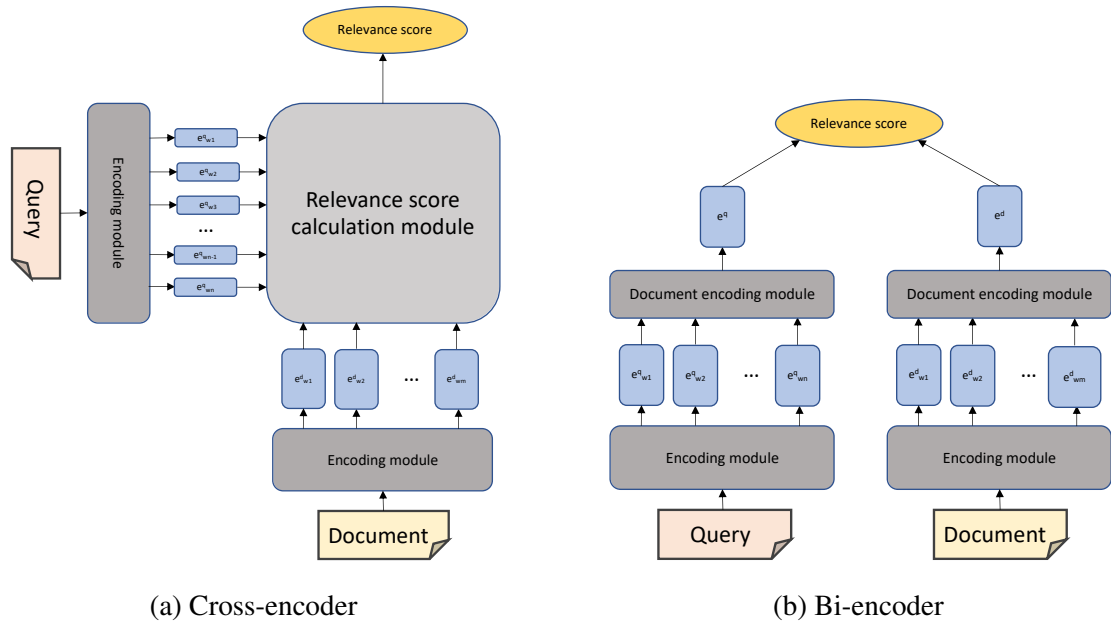 Relevance score
Query
Encoding module
e^q_w1
e^q_w2
e^q_w3
...
e^q_wn-1
e^q_wn
Relevance score
calculation module
e^d_w1
e^d_w2
...
e^d_wm
Encoding module
Document
(a) Cross-encoder
Relevance score
e^q
e^d
Document encoding module
Document encoding module
e^q_w1
e^q_w2
...
e^q_wn
e^d_w1
e^d_w2
...
e^d_wm
Encoding module
Encoding module
Query
Document
(b) Bi-encoder